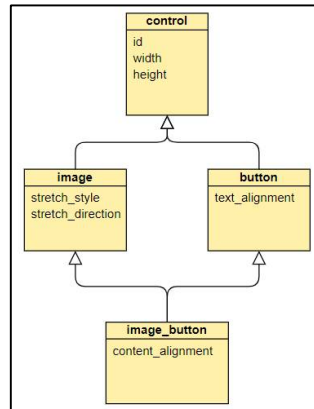 control
id
width
height
image
stretch_style
stretch_direction
button
text_alignment
image_button
content_alignment